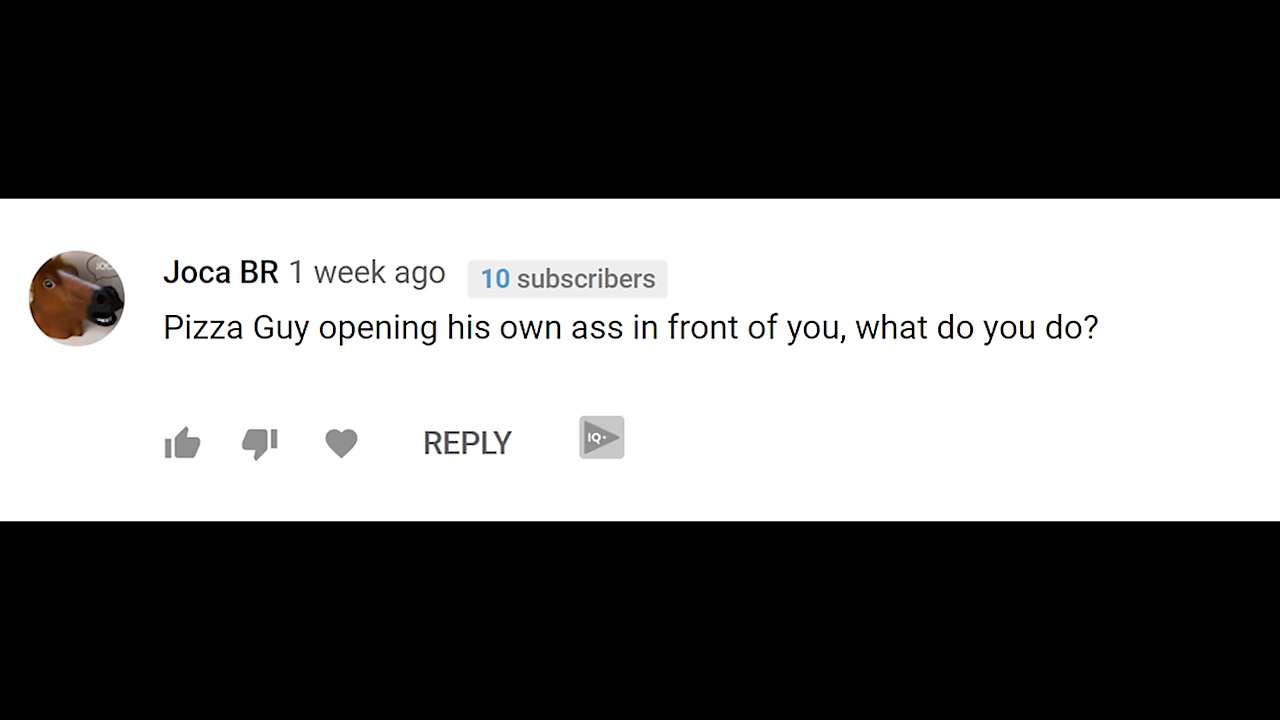 Joca BR 1 week ago 10 subscribers
Pizza Guy opening his own ass in front of you, what do you do?
REPLY
IQ